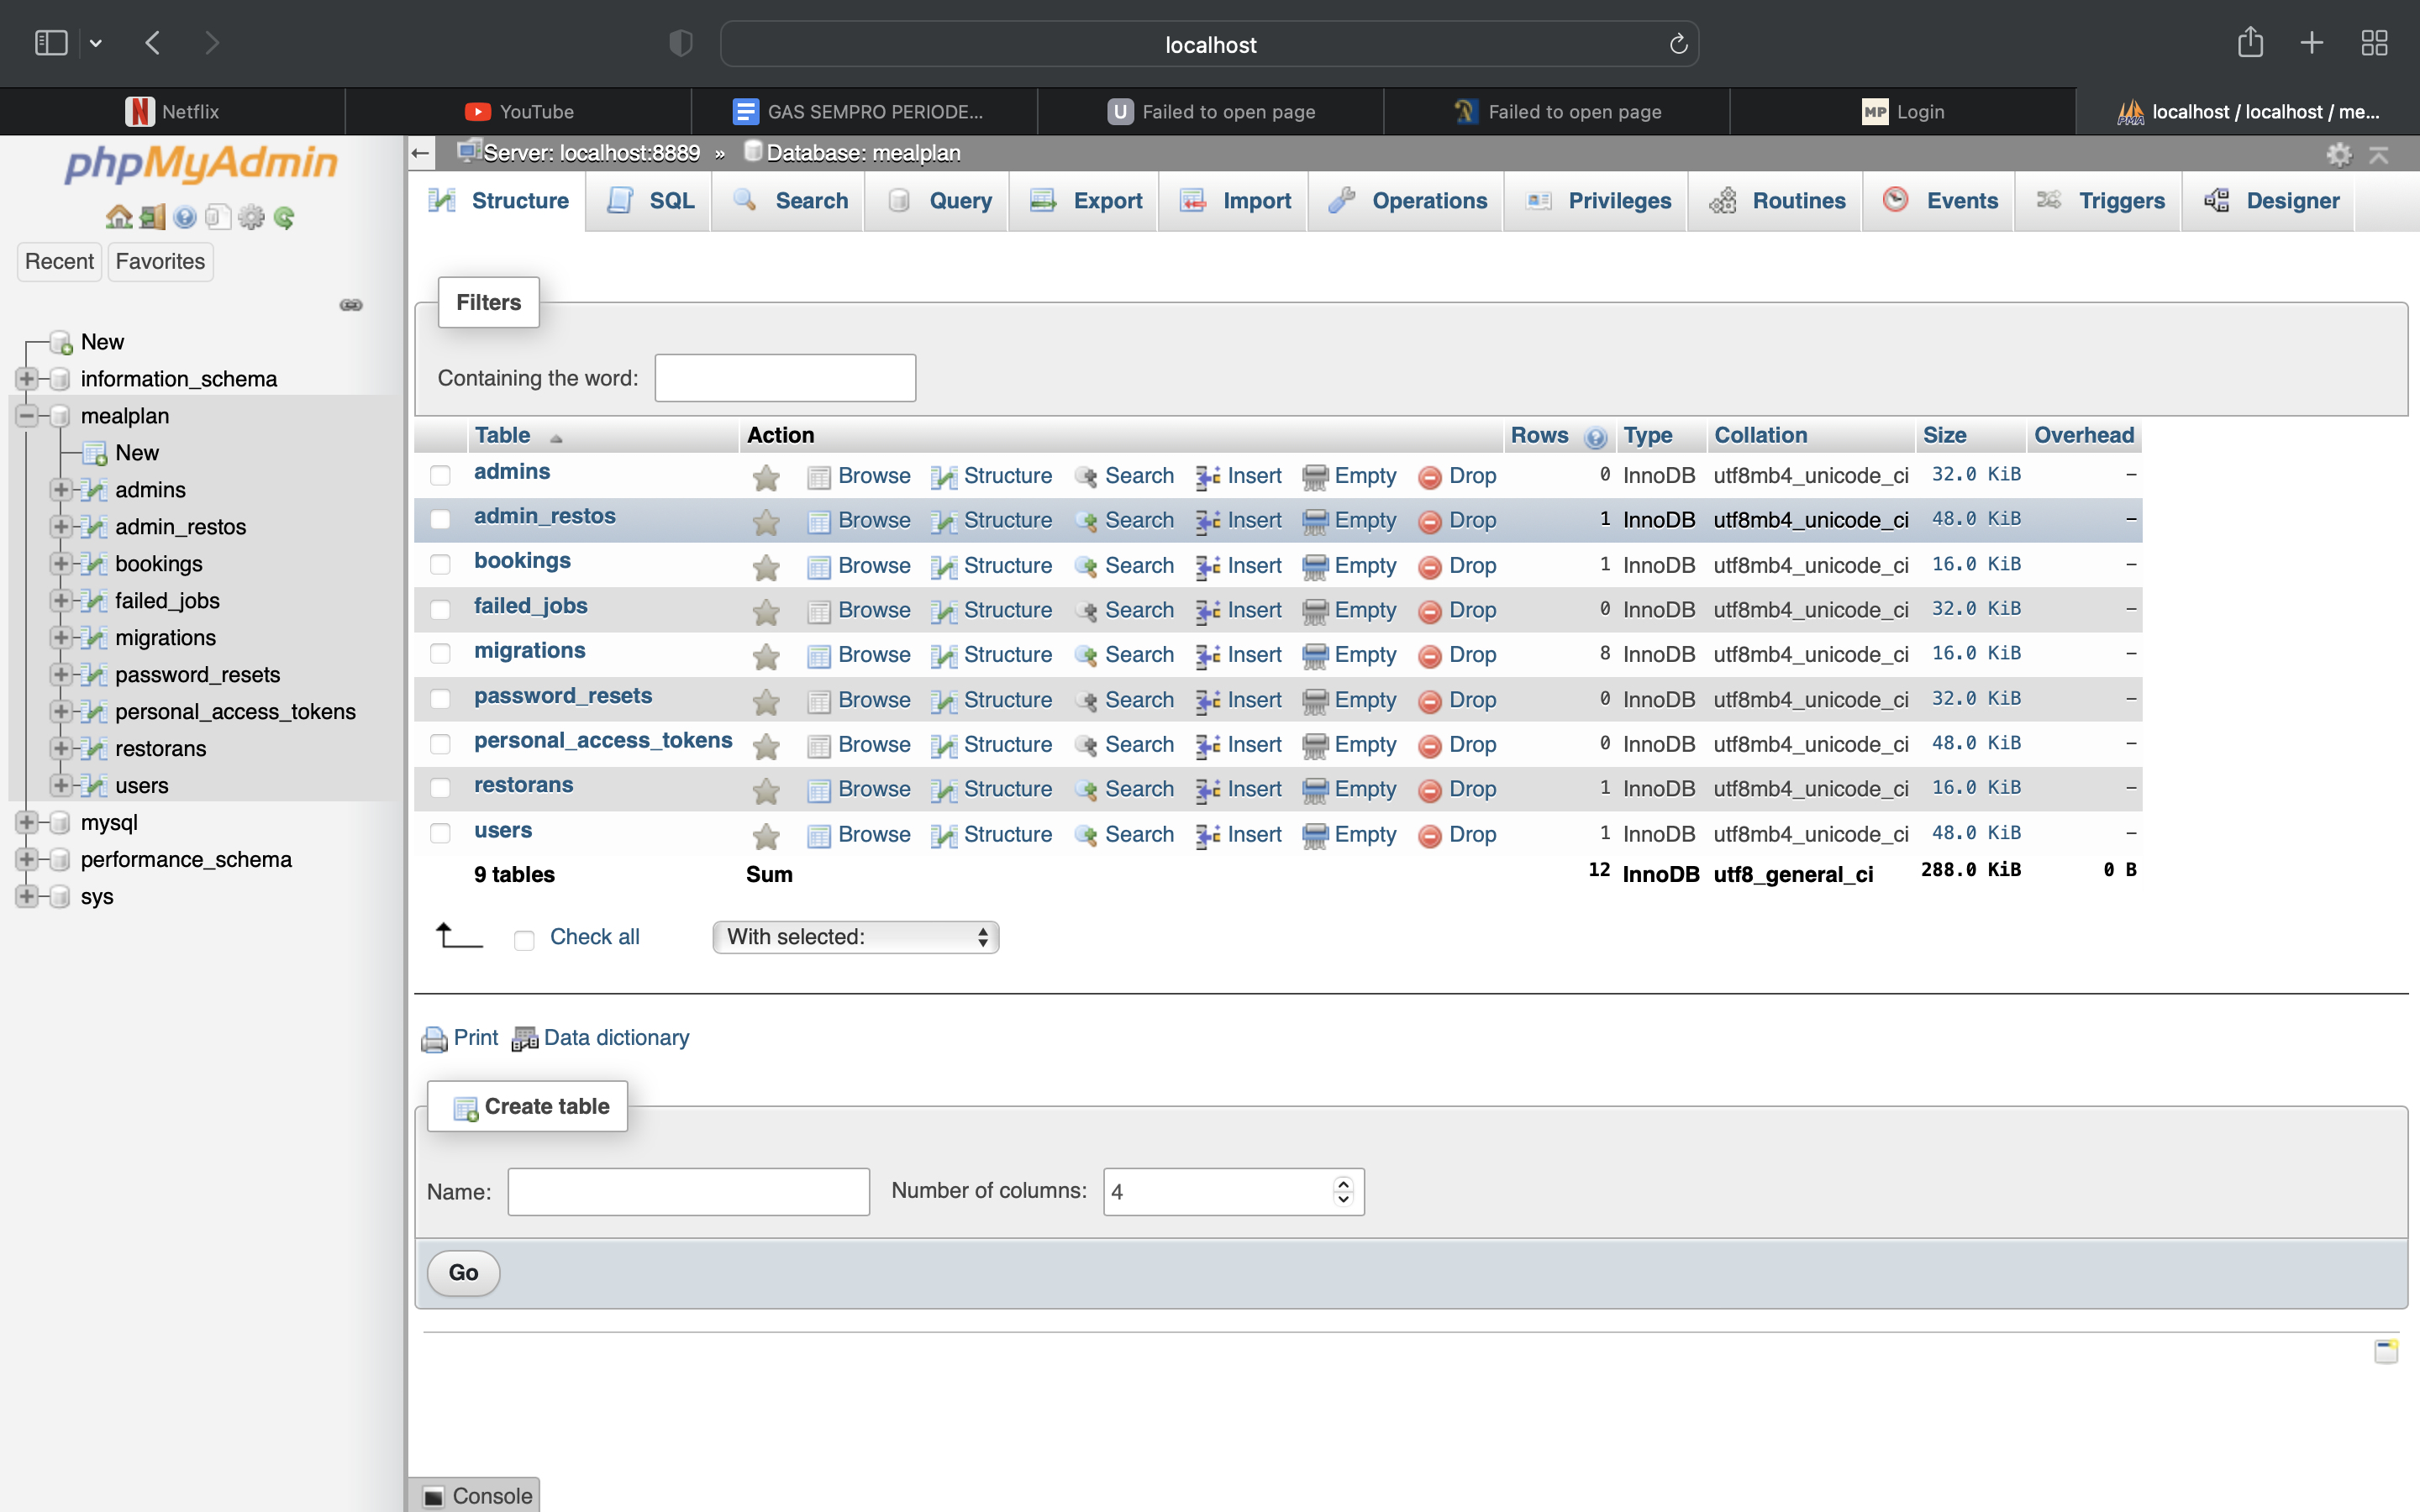 localhost
Netflix
YouTube
GAS SEMPRO PERIODE...
Failed to open page
Failed to open page
MP Login
localhost / localhost / me...
phpMyAdmin
Recent Favorites
New
information_schema
mealplan
New
admins
admin_restos
bookings
failed_jobs
migrations
password_resets
personal_access_tokens
restorans
users
mysql
performance_schema
sys
Server: localhost:8889 » Database: mealplan
Structure SQL Search Query Export Import Operations Privileges Routines Events Triggers Designer
Filters
Containing the word:
Table Action Rows Type Collation Size Overhead
admins Browse Structure Search Insert Empty Drop 0 InnoDB utf8mb4_unicode_ci 32.0 KiB –
admin_restos Browse Structure Search Insert Empty Drop 1 InnoDB utf8mb4_unicode_ci 48.0 KiB –
bookings Browse Structure Search Insert Empty Drop 1 InnoDB utf8mb4_unicode_ci 16.0 KiB –
failed_jobs Browse Structure Search Insert Empty Drop 0 InnoDB utf8mb4_unicode_ci 32.0 KiB –
migrations Browse Structure Search Insert Empty Drop 8 InnoDB utf8mb4_unicode_ci 16.0 KiB –
password_resets Browse Structure Search Insert Empty Drop 0 InnoDB utf8mb4_unicode_ci 32.0 KiB –
personal_access_tokens Browse Structure Search Insert Empty Drop 0 InnoDB utf8mb4_unicode_ci 48.0 KiB –
restorans Browse Structure Search Insert Empty Drop 1 InnoDB utf8mb4_unicode_ci 16.0 KiB –
users Browse Structure Search Insert Empty Drop 1 InnoDB utf8mb4_unicode_ci 48.0 KiB –
9 tables Sum 12 InnoDB utf8_general_ci 288.0 KiB 0 B
Check all With selected:
Print Data dictionary
Create table
Name: Number of columns: 4
Go
Console